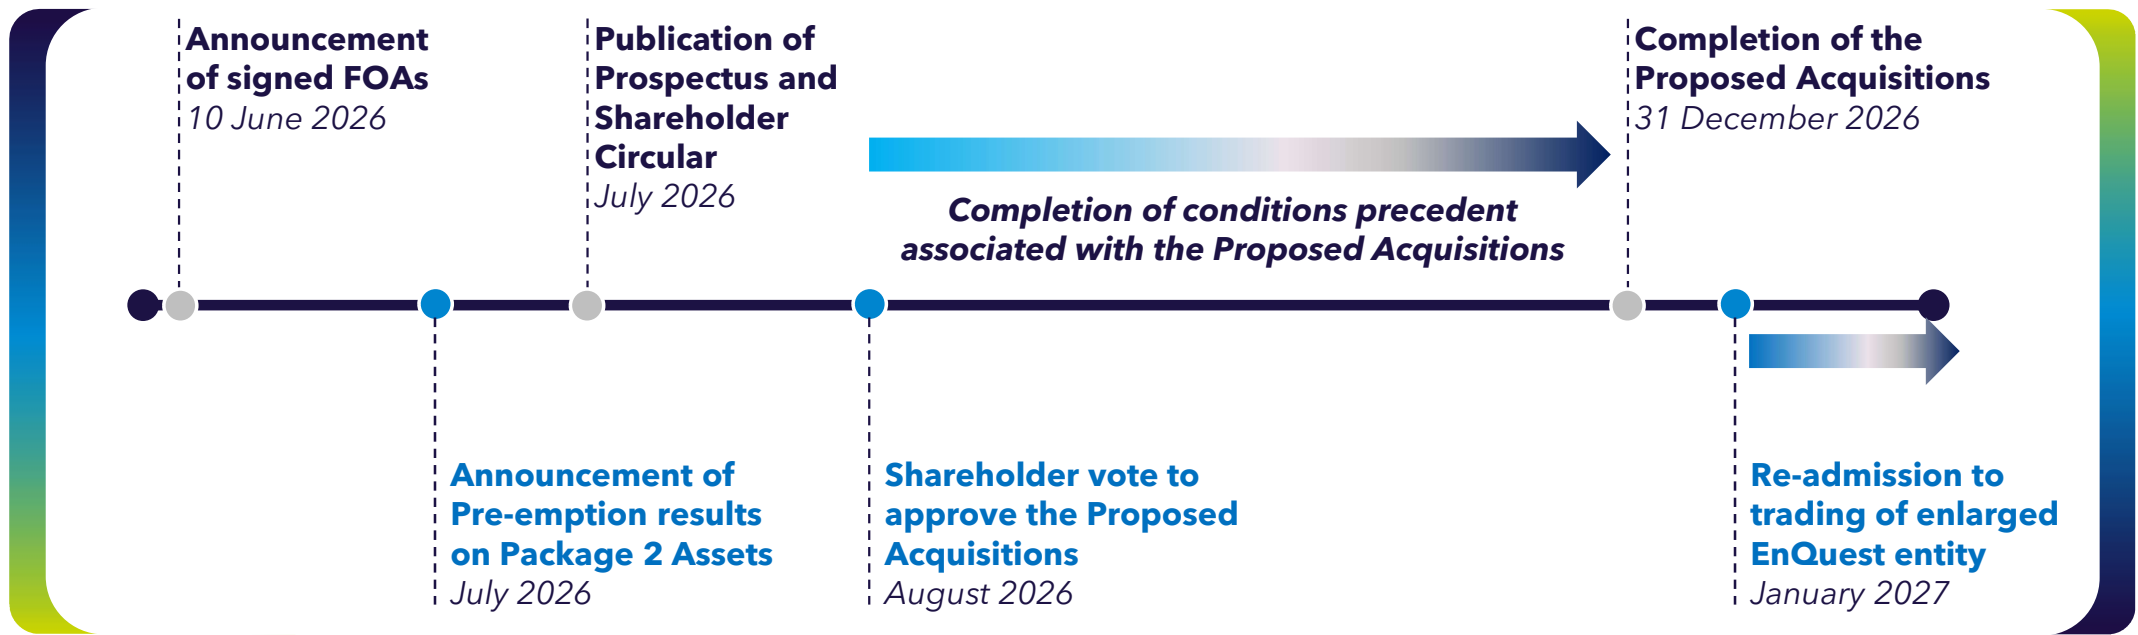 Announcement
of signed FOAs
10 June 2026
Publication of
Prospectus and
Shareholder
Circular
July 2026
Completion of conditions precedent
associated with the Proposed Acquisitions
Completion of the
Proposed Acquisitions
31 December 2026
Announcement of
Pre-emption results
on Package 2 Assets
July 2026
Shareholder vote to
approve the Proposed
Acquisitions
August 2026
Re-admission to
trading of enlarged
EnQuest entity
January 2027